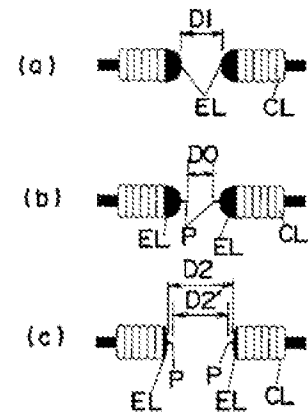 D1
(a)
EL CL
D0
(b)
P
EL EL CL
D2
D2'
(c)
P P
EL EL CL